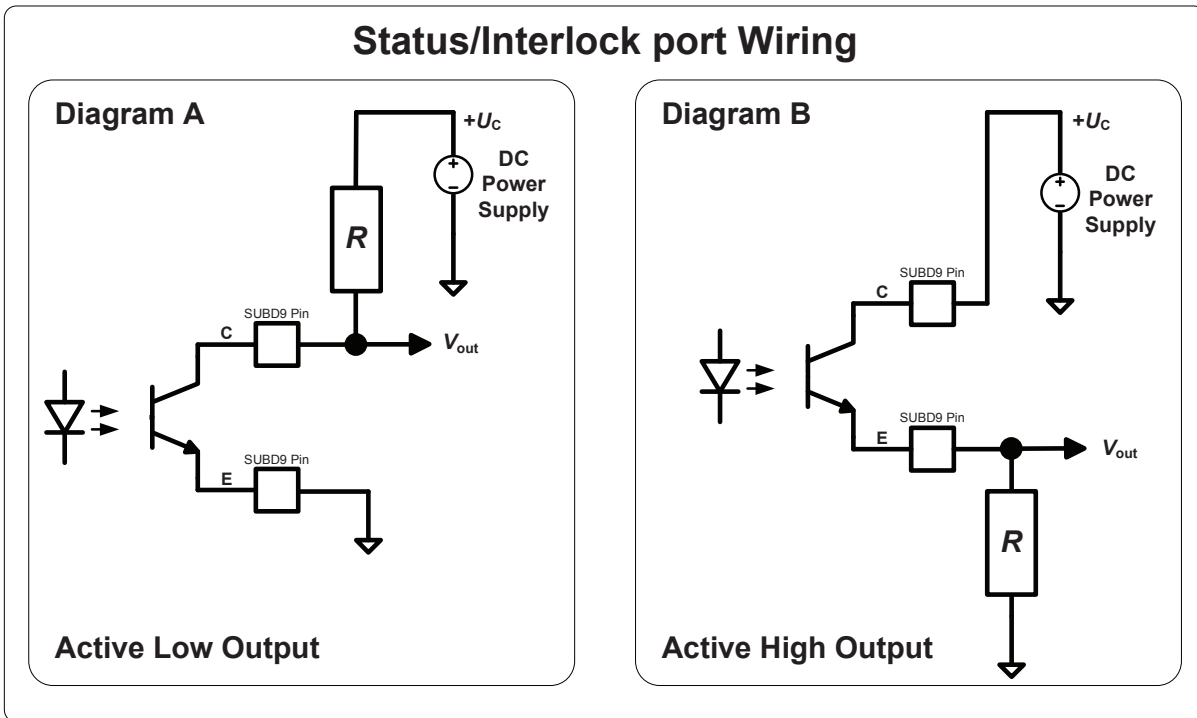 Status/Interlock port Wiring
Diagram A
+UC
+
−
DC
Power
Supply
R
SUBD9 Pin
C
Vout
SUBD9 Pin
E
Active Low Output
Diagram B
+UC
+
−
DC
Power
Supply
SUBD9 Pin
C
SUBD9 Pin
E
Vout
R
Active High Output